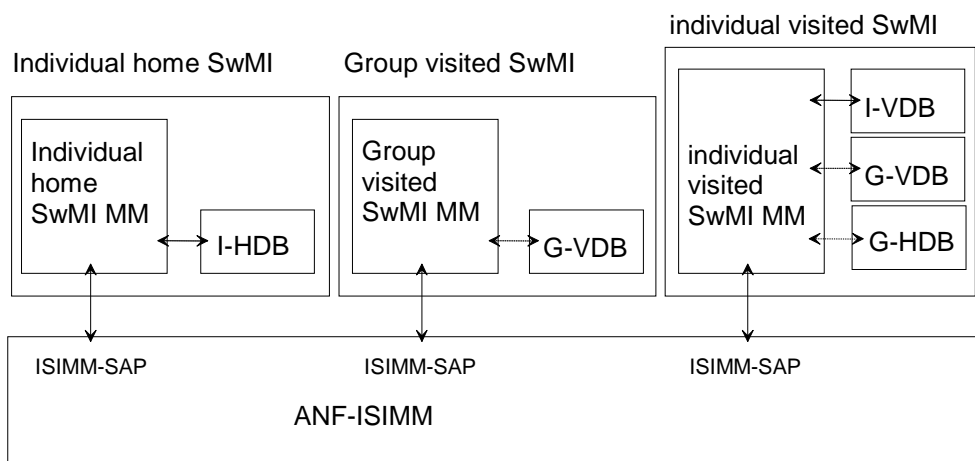 individual visited SwMI
Individual home SwMI
Group visited SwMI
Individual
home
SwMI MM
I-HDB
Group
visited
SwMI MM
G-VDB
individual
visited
SwMI MM
I-VDB
G-VDB
G-HDB
ISIMM-SAP
ISIMM-SAP
ISIMM-SAP
ANF-ISIMM